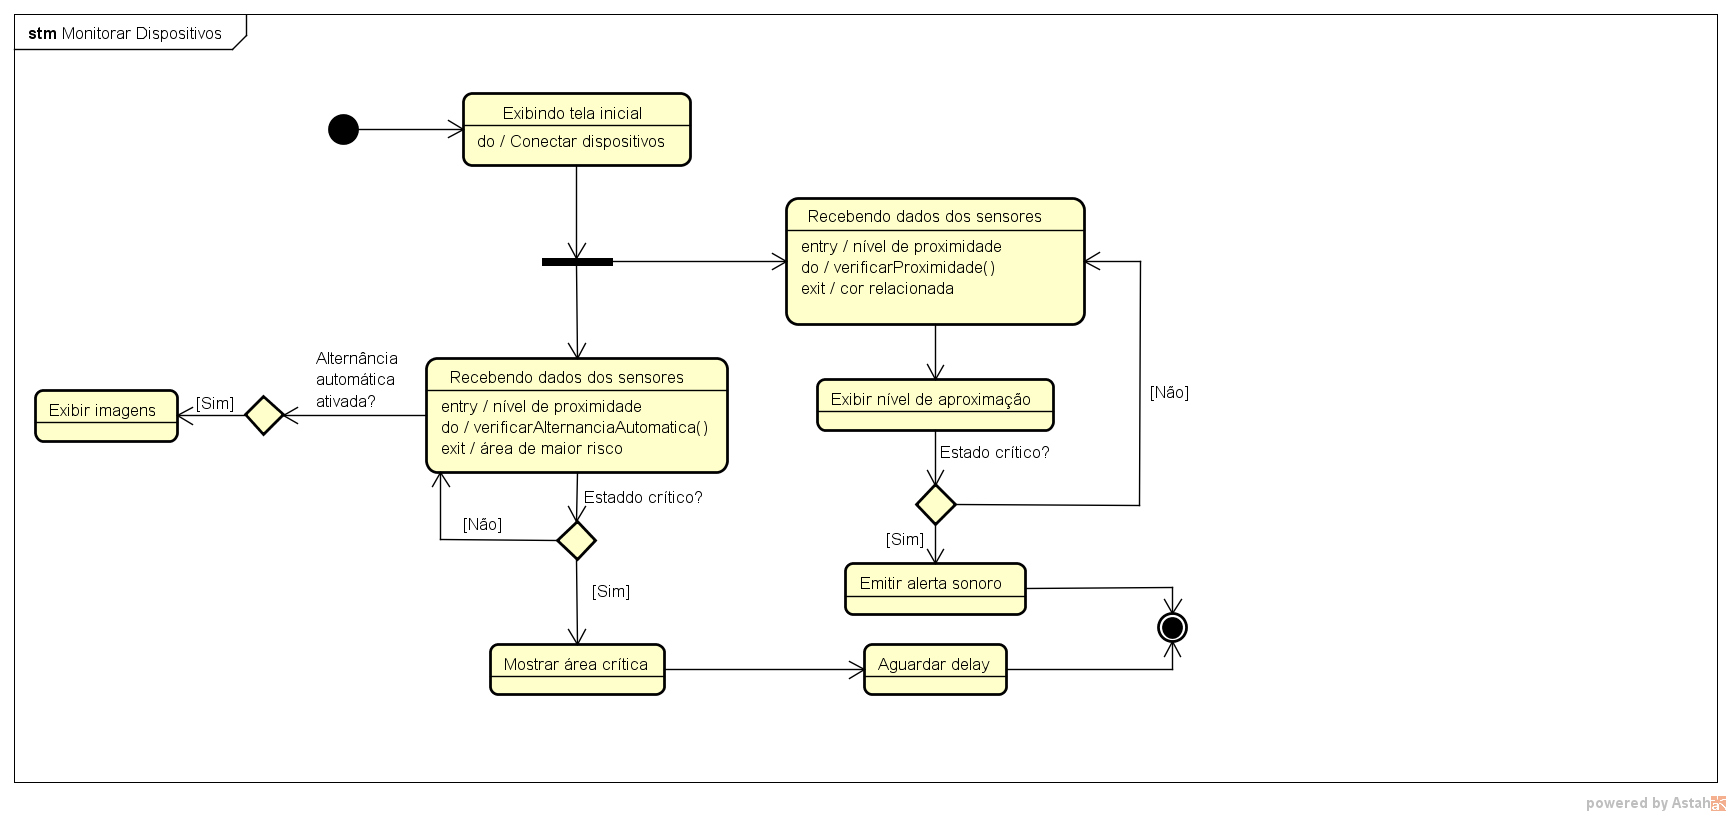 stm Monitorar Dispositivos
Exibindo tela inicial
do / Conectar dispositivos
Recebendo dados dos sensores
entry / nível de proximidade
do / verificarProximidade()
exit / cor relacionada
Alternância
automática
ativada?
Recebendo dados dos sensores
entry / nível de proximidade
do / verificarAlternanciaAutomatica()
exit / área de maior risco
Exibir imagens
[Sim]
Exibir nível de aproximação
[Não]
Estado crítico?
Estaddo crítico?
[Não]
[Sim]
Emitir alerta sonoro
[Sim]
Mostrar área crítica
Aguardar delay
powered by Astah